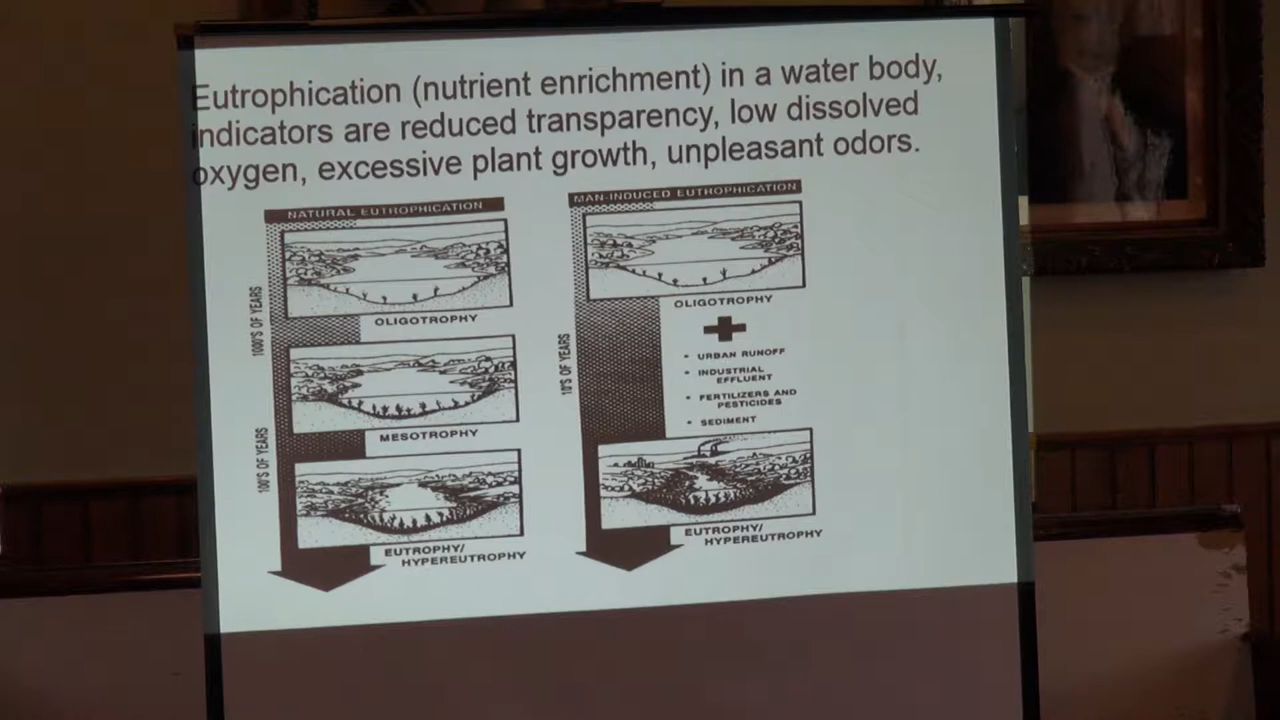 Eutrophication (nutrient enrichment) in a water body,
indicators are reduced transparency, low dissolved
oxygen, excessive plant growth, unpleasant odors.
NATURAL EUTROPHICATION
1000'S OF YEARS
OLIGOTROPHY
MESOTROPHY
100'S OF YEARS
EUTROPHY/
HYPEREUTROPHY
MAN-INDUCED EUTROPHICATION
OLIGOTROPHY
10'S OF YEARS
• URBAN RUNOFF
• INDUSTRIAL
EFFLUENT
• FERTILIZERS AND
PESTICIDES
• SEDIMENT
EUTROPHY/
HYPEREUTROPHY